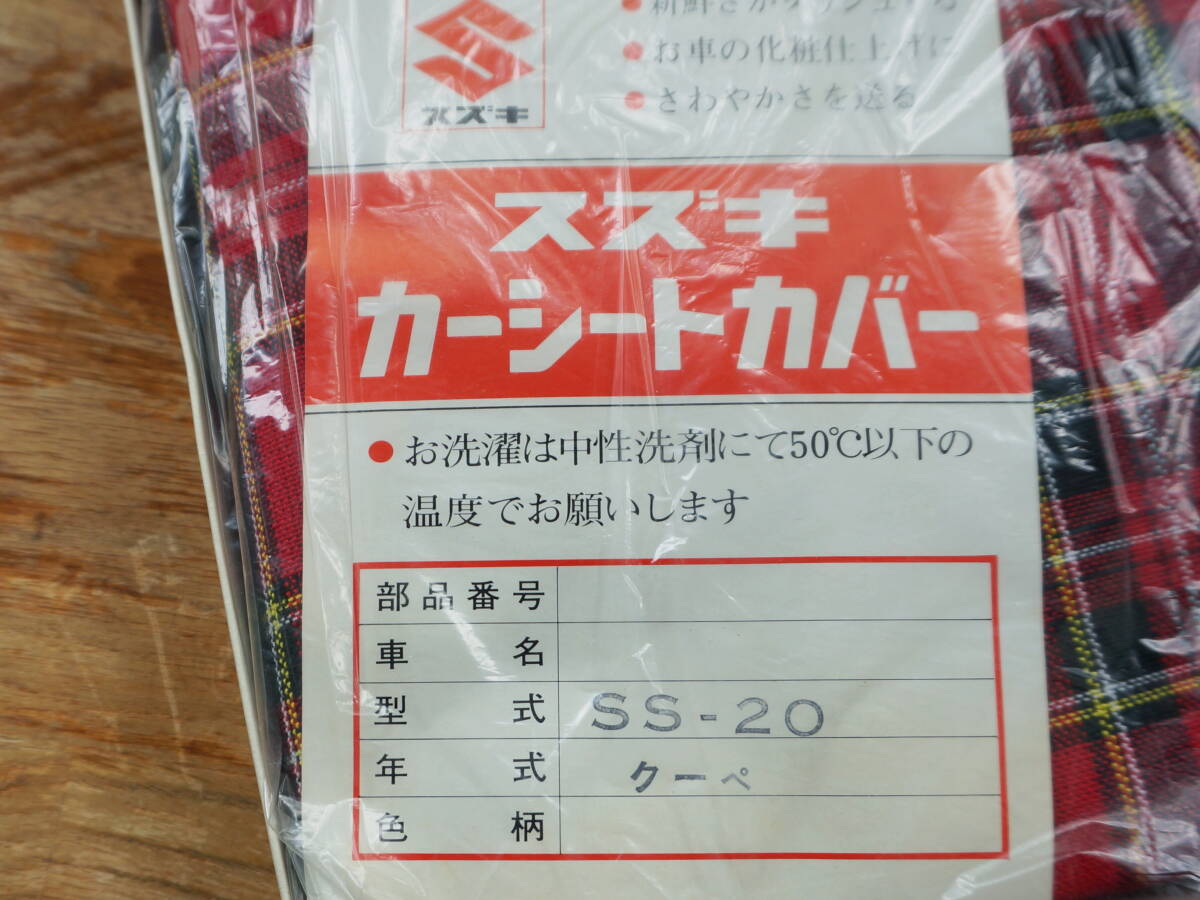 スズキ
お車の化粧仕上げに
さわやかさを送る
スズキ
カーシートカバー
お洗濯は中性洗剤にて50℃以下の
温度でお願いします
部品番号
車名
型式 SS-20
年式 クーペ
色柄